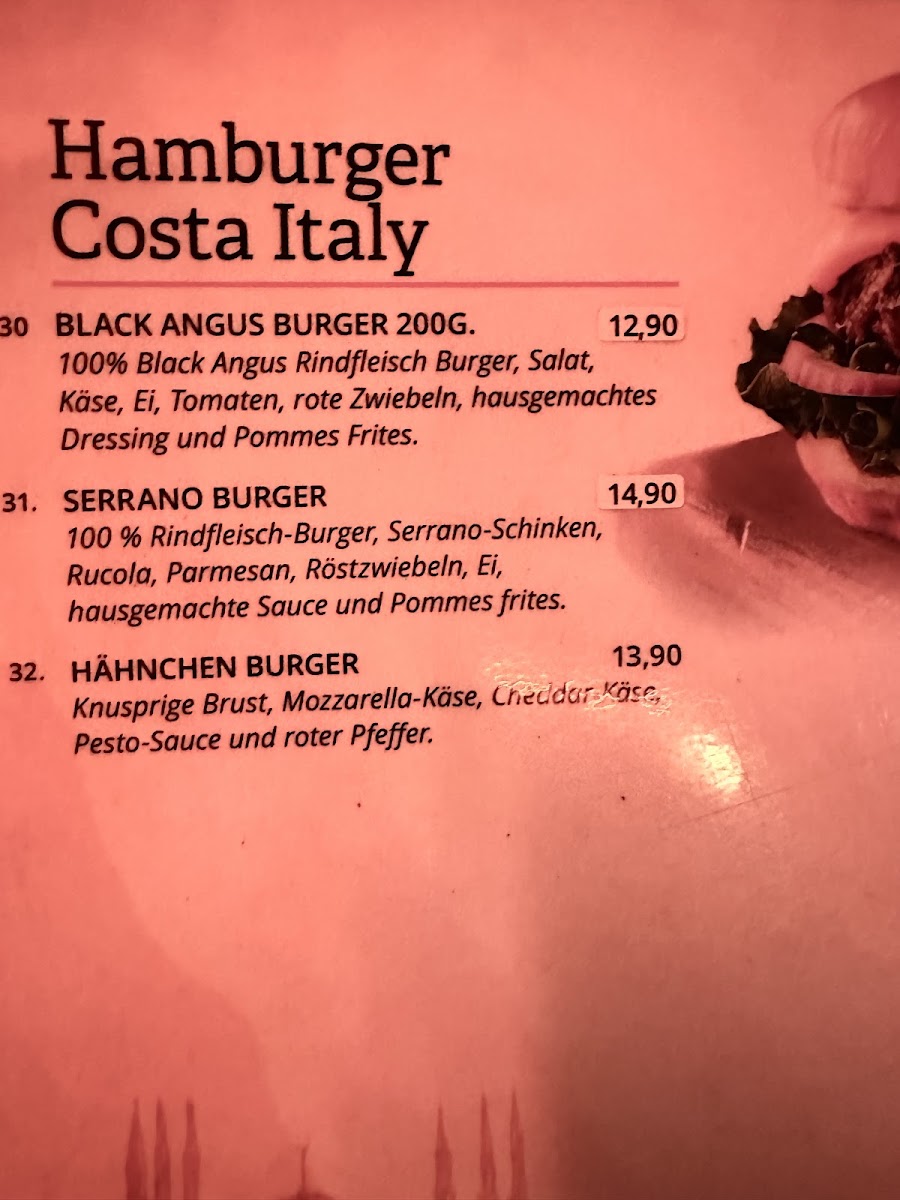 Hamburger
Costa Italy
30 BLACK ANGUS BURGER 200G. 12,90
100% Black Angus Rindfleisch Burger, Salat,
Käse, Ei, Tomaten, rote Zwiebeln, hausgemachtes
Dressing und Pommes Frites.
31. SERRANO BURGER 14,90
100 % Rindfleisch-Burger, Serrano-Schinken,
Rucola, Parmesan, Röstzwiebeln, Ei,
hausgemachte Sauce und Pommes frites.
32. HÄHNCHEN BURGER 13,90
Knusprige Brust, Mozzarella-Käse, Cheddar-Käse,
Pesto-Sauce und roter Pfeffer.